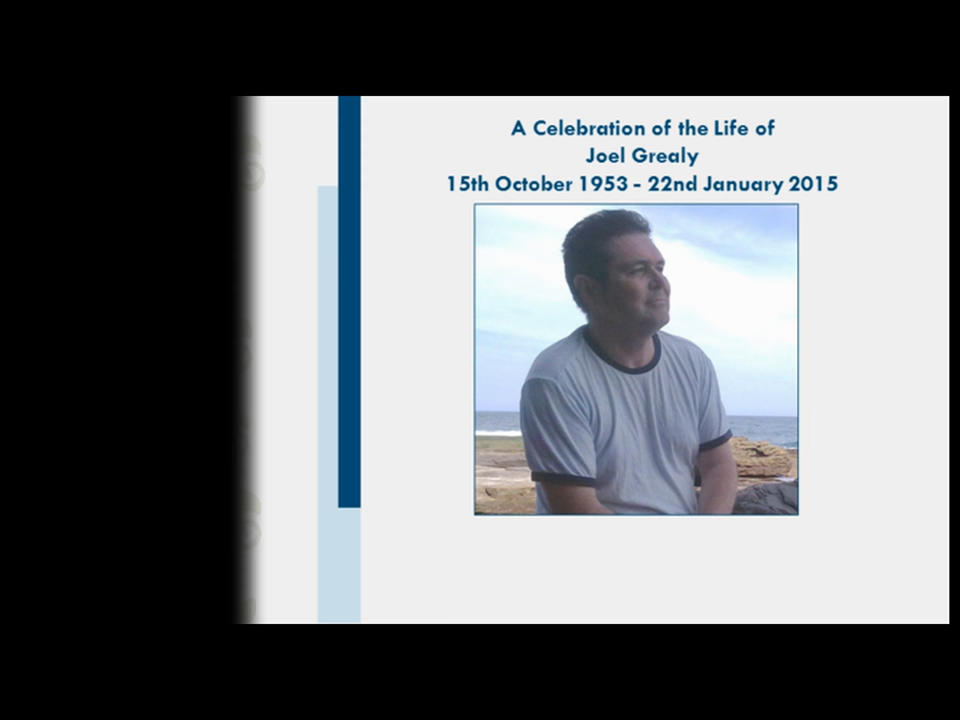 A Celebration of the Life of
Joel Grealy
15th October 1953 - 22nd January 2015